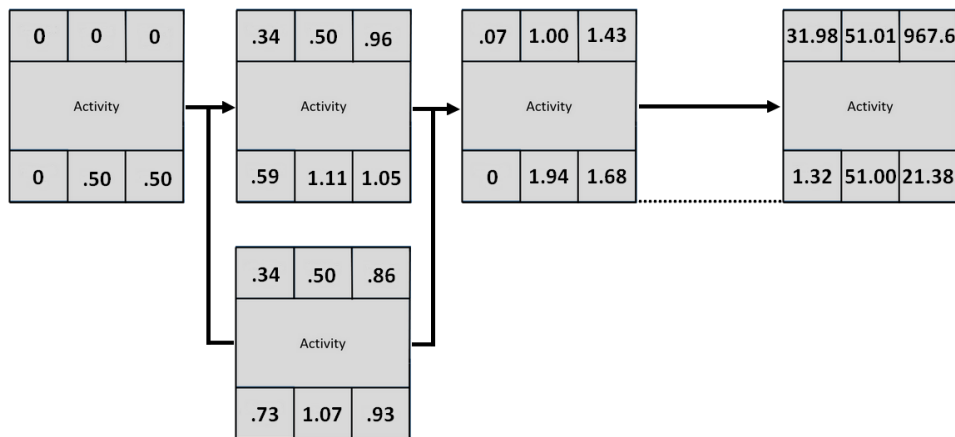 0 0 0
Activity
0 .50 .50
.34 .50 .96
Activity
.59 1.11 1.05
.07 1.00 1.43
Activity
0 1.94 1.68
31.98 51.01 967.6
Activity
1.32 51.00 21.38
.34 .50 .86
Activity
.73 1.07 .93